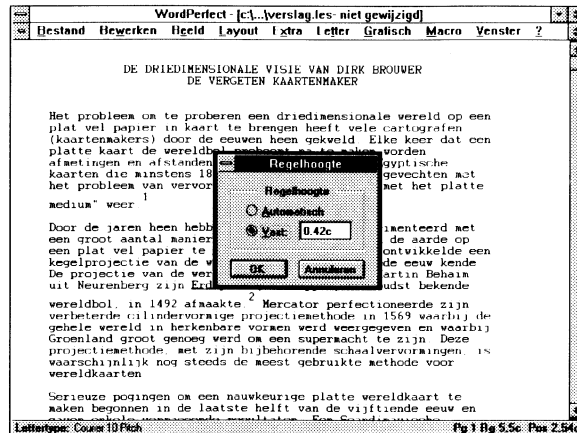 WordPerfect - [c:\...\verslag.les- niet gewijzigd]
Bestand Bewerken Beeld Layout Extra Letter Grafisch Macro Venster ?
DE DRIEDIMENSIONALE VISIE VAN DIRK BROUWER
DE VERGETEN KAARTENMAKER
Het probleem om te proberen een driedimensionale wereld op een
plat vel papier in kaart te brengen heeft vele cartografen
(kaartenmakers) door de eeuwen heen gekweld. Elke keer dat een
platte kaart de wereldbol probeert na te maken worden
afmetingen en afstanden gyptische
kaarten die minstens 18 gevechten met
het probleem van vervor met het platte
medium" weer 1
Door de jaren heen hebb imenteerd met
een groot aantal manier de aarde op
een plat vel papier te ontwikkelde een
kegelprojectie van de w de eeuw kende
De projectie van de wer artin Behaim
uit Neurenberg zijn Erd udst bekende
wereldbol, in 1492 afmaakte. 2 Mercator perfectioneerde zijn
verbeterde cilindervormige projectiemethode in 1569 waarbij de
gehele wereld in herkenbare vormen werd weergegeven en waarbij
Groenland groot genoeg werd om een supermacht te zijn. Deze
projectiemethode, met zijn bijbehorende schaalvervormingen, is
waarschijnlijk nog steeds de meest gebruikte methode voor
wereldkaarten
Serieuze pogingen om een nauwkeurige platte wereldkaart te
maken begonnen in de laatste helft van de vijftiende eeuw en
Regelhoogte
Regelhoogte
Automatisch
Vast: 0.42c
OK Annuleren
Lettertype: Courier 10 Pitch Pg 1 Rg 5,5c Pos 2,54c